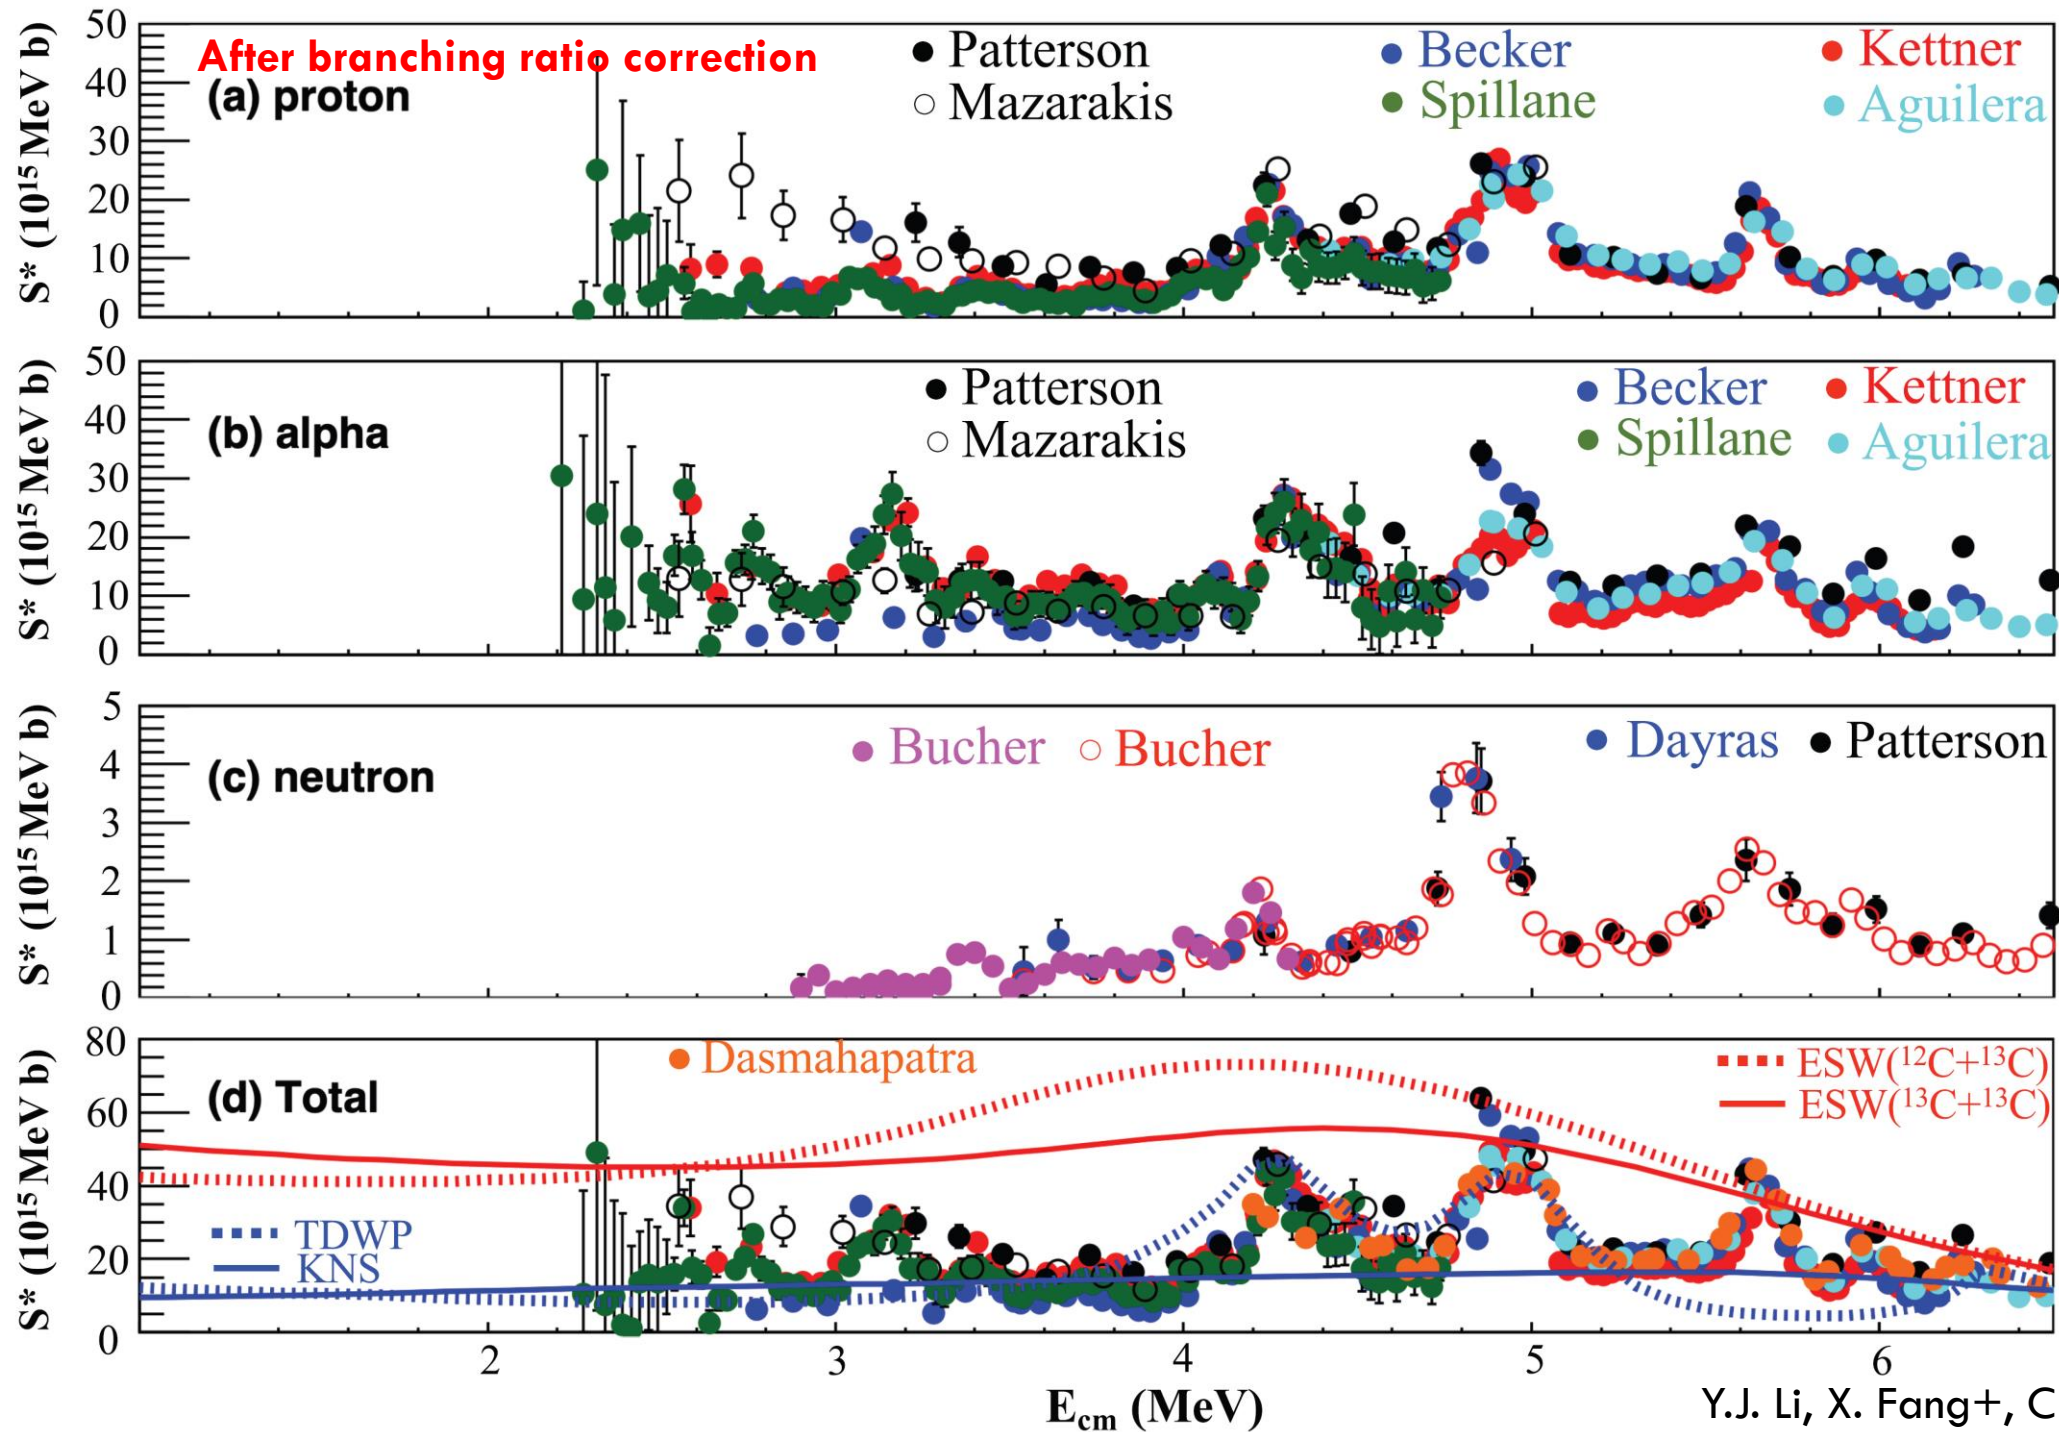 After branching ratio correction
(a) proton
Patterson
Mazarakis
Becker
Spillane
Kettner
Aguilera
S* (10¹⁵ MeV b)
50
40
30
20
10
0
(b) alpha
Patterson
Mazarakis
Becker
Spillane
Kettner
Aguilera
S* (10¹⁵ MeV b)
50
40
30
20
10
0
(c) neutron
Bucher
Bucher
Dayras
Patterson
S* (10¹⁵ MeV b)
5
4
3
2
1
0
(d) Total
Dasmahapatra
ESW(¹²C+¹³C)
ESW(¹³C+¹³C)
TDWP
KNS
S* (10¹⁵ MeV b)
80
60
40
20
0
2 3 4 5 6
E_cm (MeV)
Y.J. Li, X. Fang+, C